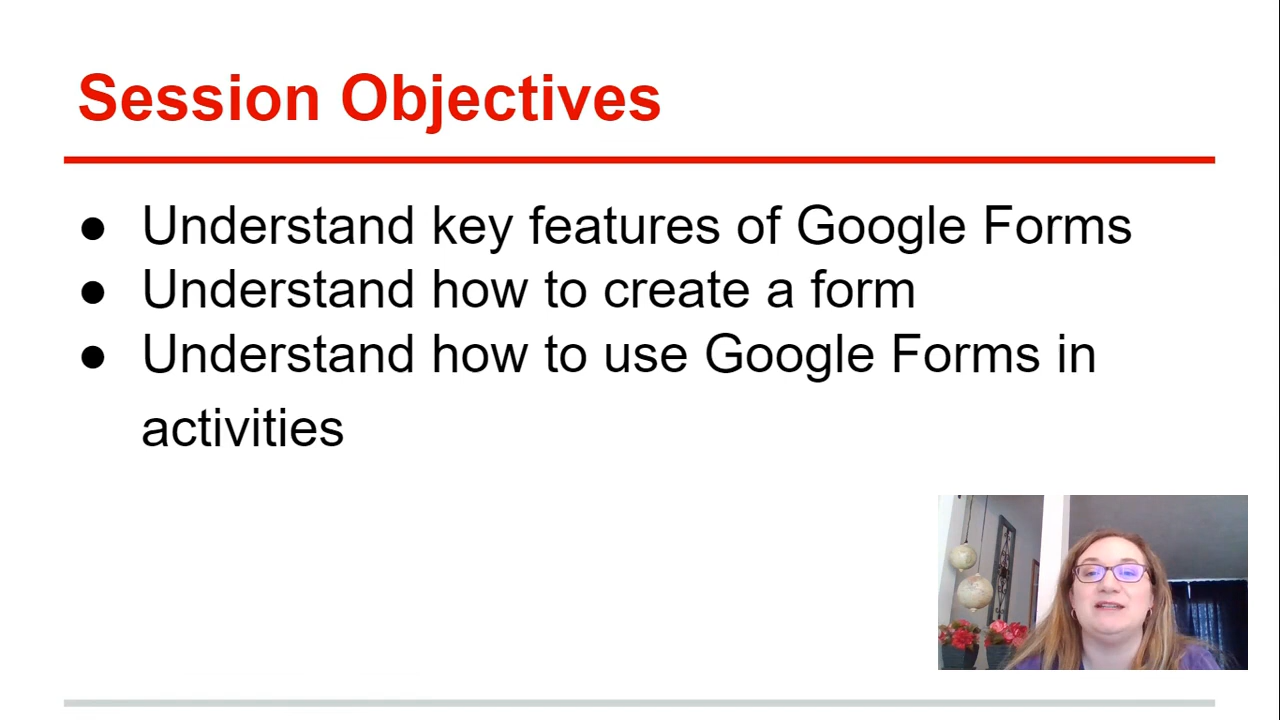 Session Objectives
● Understand key features of Google Forms
● Understand how to create a form
● Understand how to use Google Forms in
activities